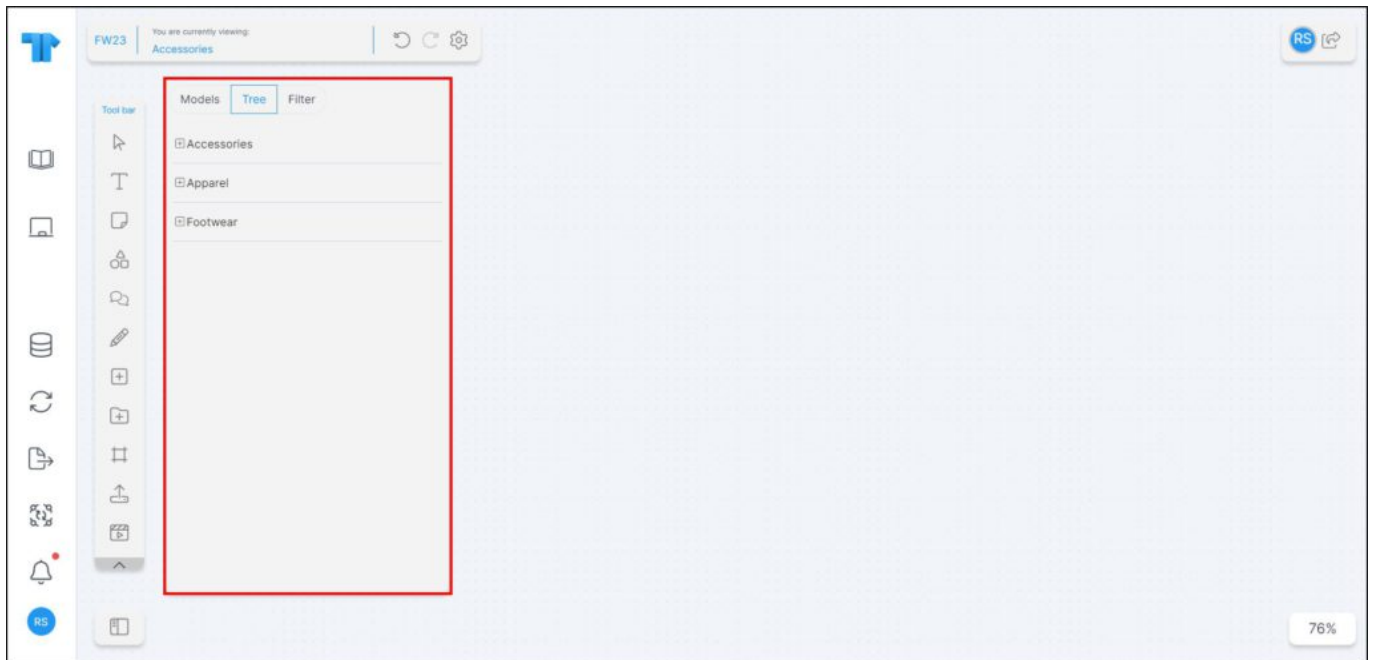 FW23
You are currently viewing:
Accessories
RS
Tool bar
Models Tree Filter
Accessories
Apparel
Footwear
RS
76%